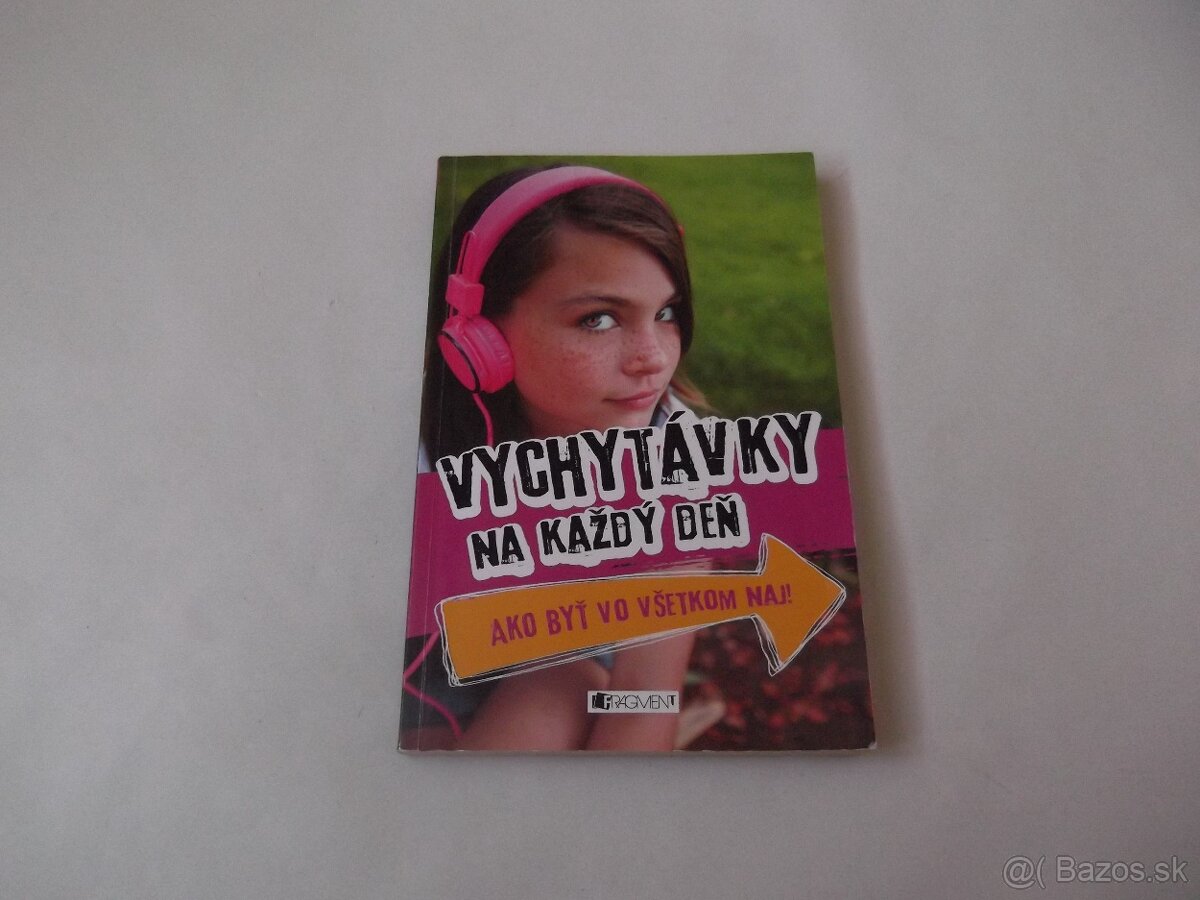 VYCHYTÁVKY
NA KAŽDÝ DEŇ
AKO BYŤ VO VŠETKOM NAJ!
FRAGMENT
@( Bazos.sk